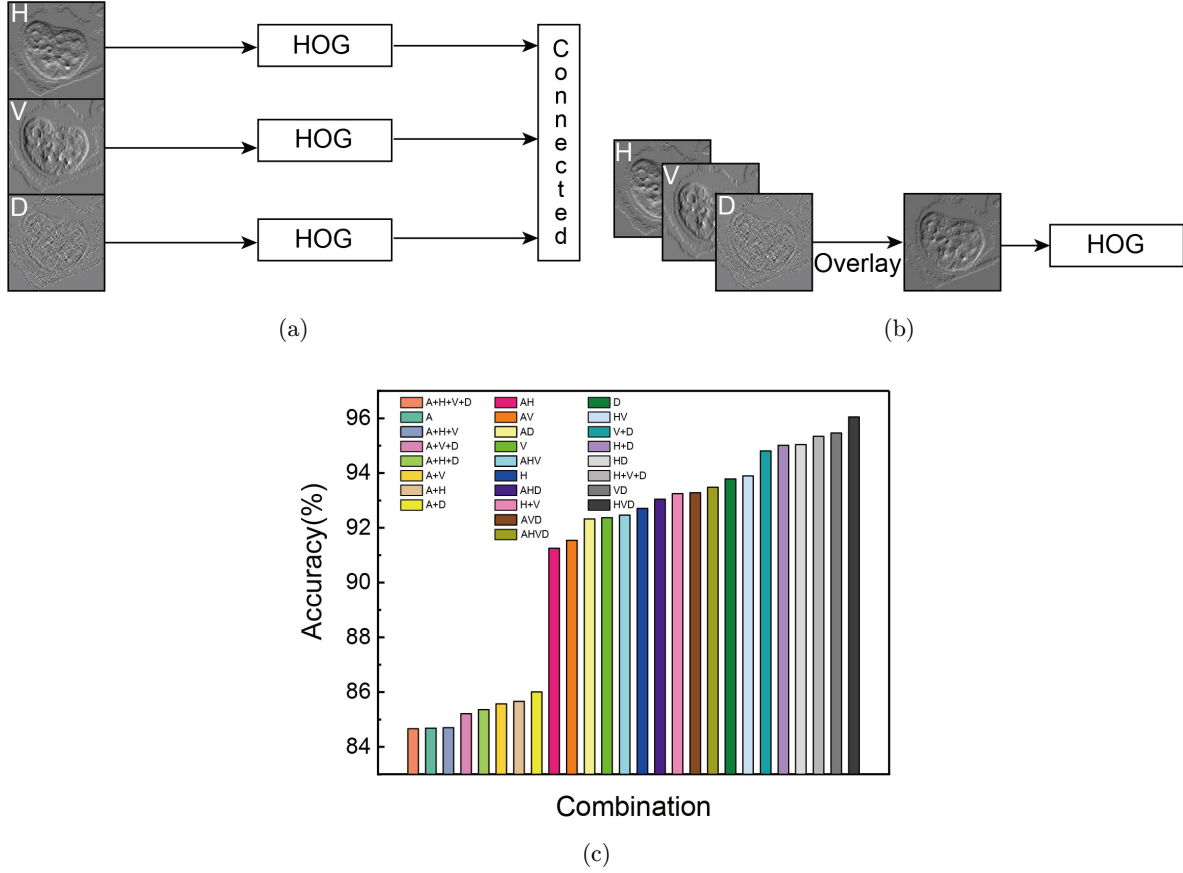 H
HOG
V
HOG
D
HOG
Connected
(a)
H
V
D
Overlay
HOG
(b)
Accuracy(%)
96
94
92
90
88
86
84
A+H+V+D
A
A+H+V
A+V+D
A+H+D
A+V
A+H
A+D
AH
AV
AD
V
AHV
H
AHD
H+V
AVD
AHVD
D
HV
V+D
H+D
HD
H+V+D
VD
HVD
Combination
(c)